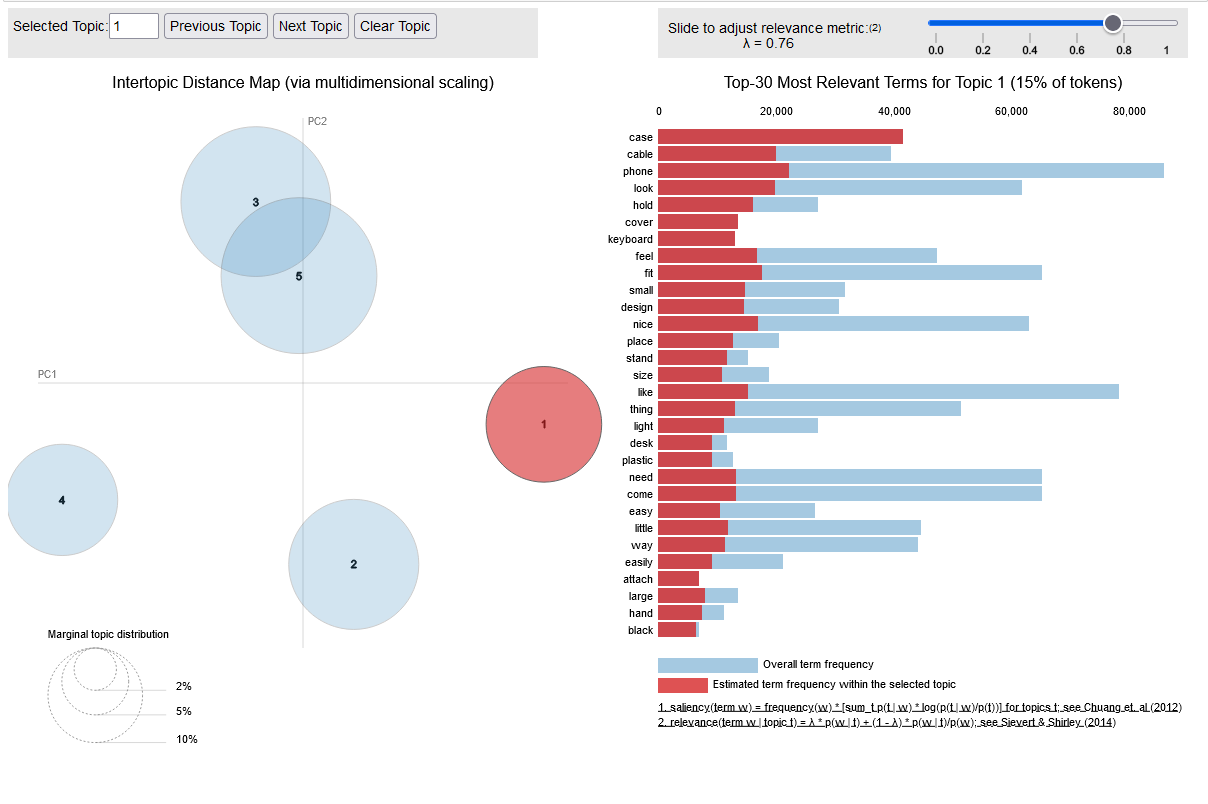 Selected Topic: 1 Previous Topic Next Topic Clear Topic
Slide to adjust relevance metric:(2)
λ = 0.76
0.0 0.2 0.4 0.6 0.8 1
Intertopic Distance Map (via multidimensional scaling)
PC2
PC1
3
5
1
4
2
Marginal topic distribution
2%
5%
10%
Top-30 Most Relevant Terms for Topic 1 (15% of tokens)
0 20,000 40,000 60,000 80,000
case
cable
phone
look
hold
cover
keyboard
feel
fit
small
design
nice
place
stand
size
like
thing
light
desk
plastic
need
come
easy
little
way
easily
attach
large
hand
black
Overall term frequency
Estimated term frequency within the selected topic
1. saliency(term w) = frequency(w) * [sum_t p(t | w) * log(p(t | w)/p(t))] for topics t; see Chuang et. al (2012)
2. relevance(term w | topic t) = λ * p(w | t) + (1 - λ) * p(w | t)/p(w); see Sievert & Shirley (2014)